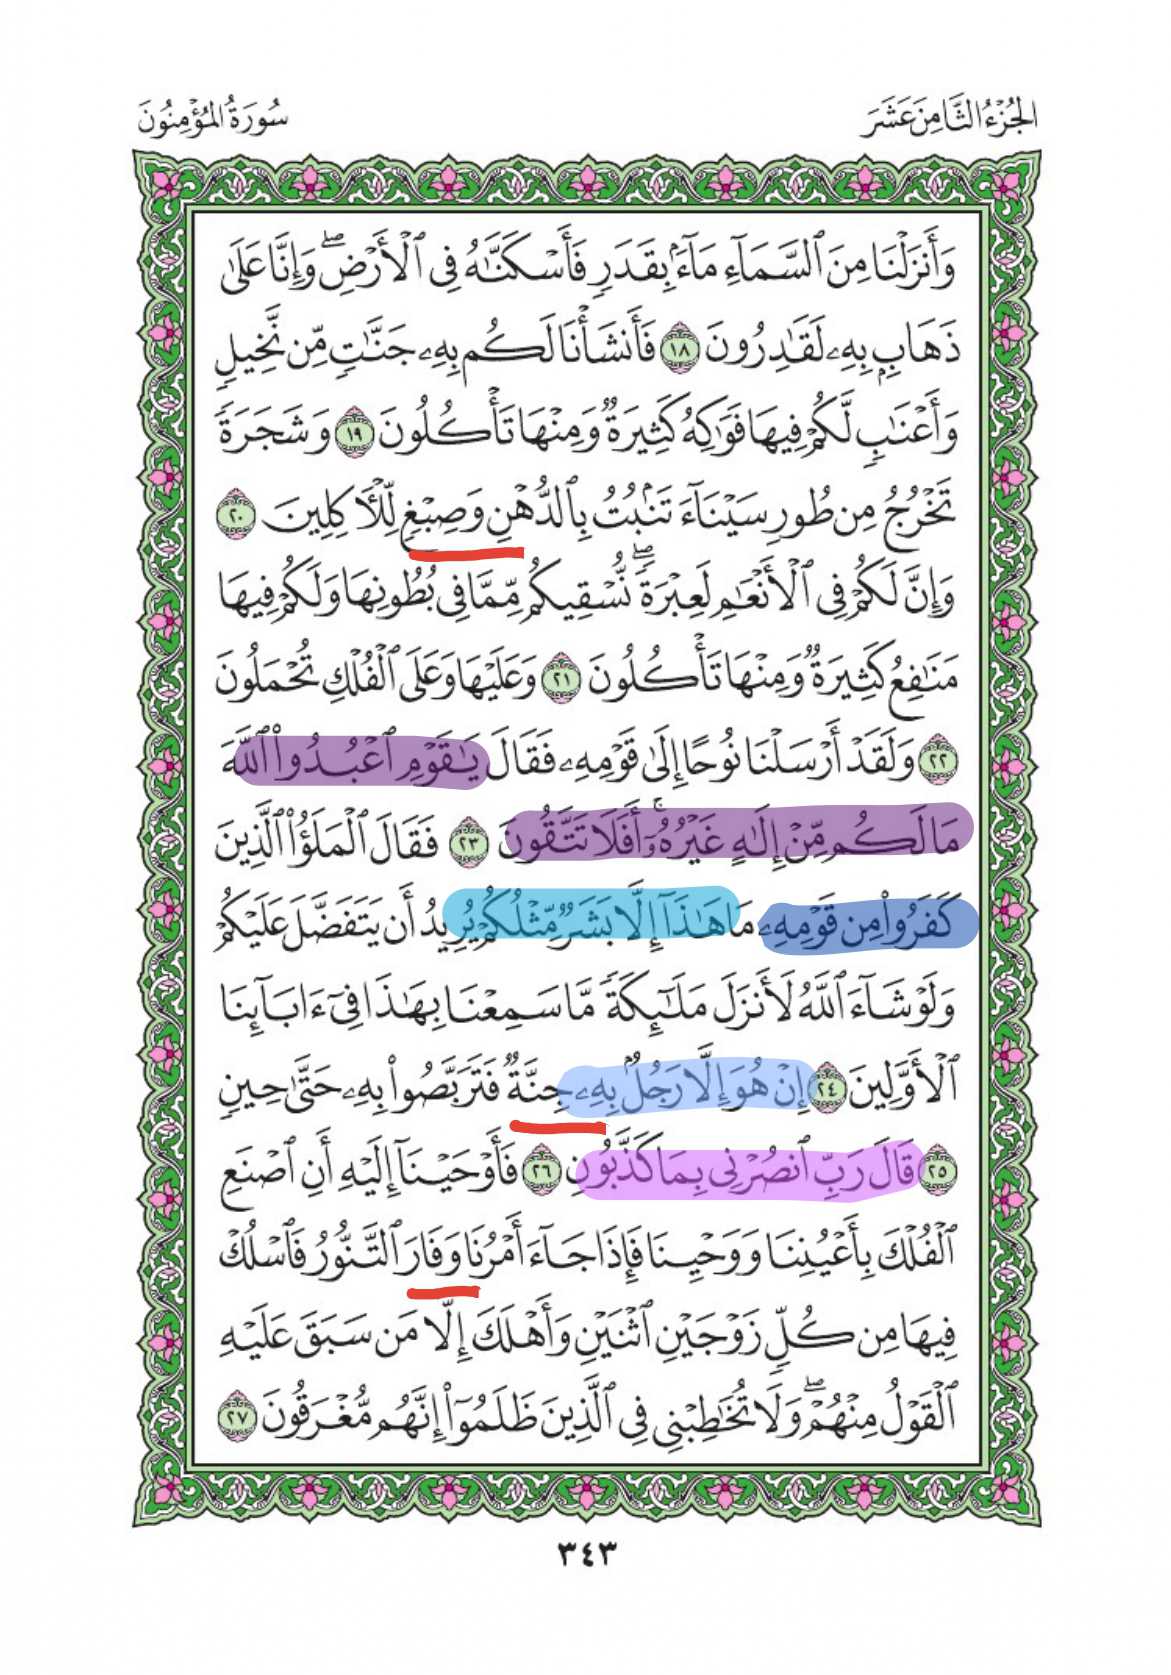 الجُزْءُ الثَّامِنَ عَشَرَ
سُورَةُ المُؤْمِنُونَ
وَأَنزَلْنَا مِنَ ٱلسَّمَآءِ مَآءَۢ بِقَدَرٖ فَأَسْكَنَّٰهُ فِي ٱلْأَرْضِۖ وَإِنَّا عَلَىٰ
ذَهَابِۭ بِهِۦ لَقَٰدِرُونَ ١٨ فَأَنشَأْنَا لَكُم بِهِۦ جَنَّٰتٖ مِّن نَّخِيلٖ
وَأَعْنَٰبٖ لَّكُمْ فِيهَا فَوَٰكِهُ كَثِيرَةٞ وَمِنْهَا تَأْكُلُونَ ١٩ وَشَجَرَةٗ
تَخْرُجُ مِن طُورِ سَيْنَآءَ تَنۢبُتُ بِٱلدُّهْنِ وَصِبْغٖ لِّلْأٓكِلِينَ ٢٠
وَإِنَّ لَكُمْ فِي ٱلْأَنْعَٰمِ لَعِبْرَةٗۖ نُّسْقِيكُم مِّمَّا فِي بُطُونِهَا وَلَكُمْ فِيهَا
مَنَٰفِعُ كَثِيرَةٞ وَمِنْهَا تَأْكُلُونَ ٢١ وَعَلَيْهَا وَعَلَى ٱلْفُلْكِ تُحْمَلُونَ
٢٢ وَلَقَدْ أَرْسَلْنَا نُوحًا إِلَىٰ قَوْمِهِۦ فَقَالَ يَٰقَوْمِ ٱعْبُدُوا۟ ٱللَّهَ
مَا لَكُم مِّنْ إِلَٰهٍ غَيْرُهُۥٓۚ أَفَلَا تَتَّقُونَ ٢٣ فَقَالَ ٱلْمَلَؤُا۟ ٱلَّذِينَ
كَفَرُوا۟ مِن قَوْمِهِۦ مَا هَٰذَآ إِلَّا بَشَرٞ مِّثْلُكُمْ يُرِيدُ أَن يَتَفَضَّلَ عَلَيْكُمْ
وَلَوْ شَآءَ ٱللَّهُ لَأَنزَلَ مَلَٰٓئِكَةٗ مَّا سَمِعْنَا بِهَٰذَا فِيٓ ءَابَآئِنَا
ٱلْأَوَّلِينَ ٢٤ إِنْ هُوَ إِلَّا رَجُلُۢ بِهِۦ جِنَّةٞ فَتَرَبَّصُوا۟ بِهِۦ حَتَّىٰ حِينٖ
٢٥ قَالَ رَبِّ ٱنصُرْنِي بِمَا كَذَّبُونِ ٢٦ فَأَوْحَيْنَآ إِلَيْهِ أَنِ ٱصْنَعِ
ٱلْفُلْكَ بِأَعْيُنِنَا وَوَحْيِنَا فَإِذَا جَآءَ أَمْرُنَا وَفَارَ ٱلتَّنُّورُ فَٱسْلُكْ
فِيهَا مِن كُلّٖ زَوْجَيْنِ ٱثْنَيْنِ وَأَهْلَكَ إِلَّا مَن سَبَقَ عَلَيْهِ
ٱلْقَوْلُ مِنْهُمْۖ وَلَا تُخَٰطِبْنِي فِي ٱلَّذِينَ ظَلَمُوٓا۟ إِنَّهُم مُّغْرَقُونَ ٢٧
٣٤٣